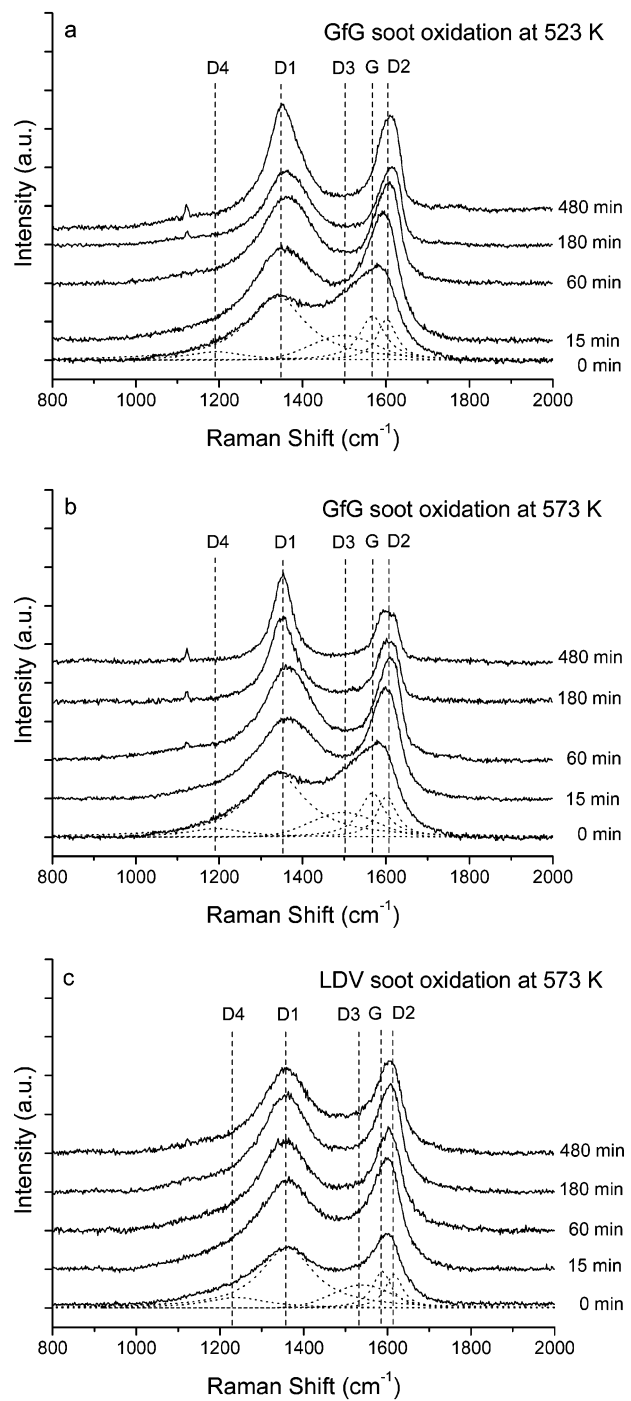 a
GfG soot oxidation at 523 K
D4 D1 D3 G D2
Intensity (a.u.)
480 min
180 min
60 min
15 min
0 min
800 1000 1200 1400 1600 1800 2000
Raman Shift (cm⁻¹)
b
GfG soot oxidation at 573 K
D4 D1 D3 G D2
Intensity (a.u.)
480 min
180 min
60 min
15 min
0 min
800 1000 1200 1400 1600 1800 2000
Raman Shift (cm⁻¹)
c
LDV soot oxidation at 573 K
D4 D1 D3 G D2
Intensity (a.u.)
480 min
180 min
60 min
15 min
0 min
800 1000 1200 1400 1600 1800 2000
Raman Shift (cm⁻¹)